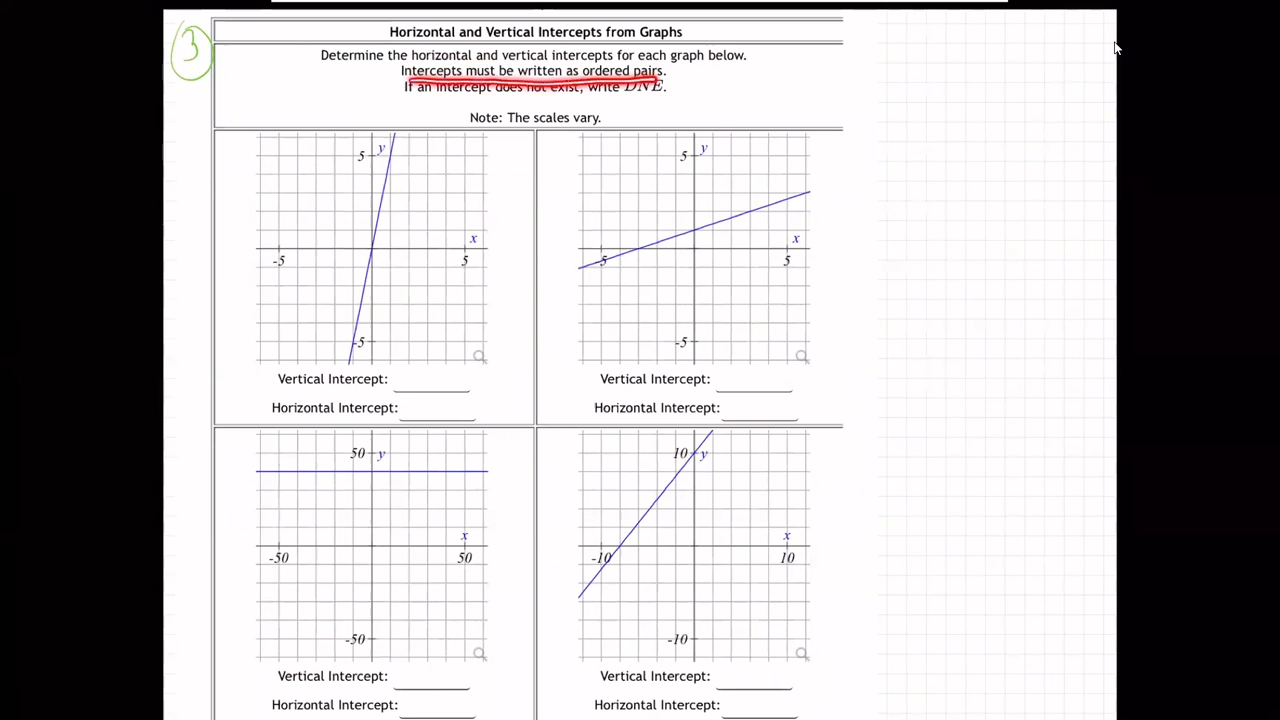 3
Horizontal and Vertical Intercepts from Graphs
Determine the horizontal and vertical intercepts for each graph below.
Intercepts must be written as ordered pairs.
If an intercept does not exist, write DNE.
Note: The scales vary.
5 y
x
-5 5
-5
Vertical Intercept:
Horizontal Intercept:
5 y
x
-5 5
-5
Vertical Intercept:
Horizontal Intercept:
50 y
x
-50 50
-50
Vertical Intercept:
Horizontal Intercept:
10 y
x
-10 10
-10
Vertical Intercept:
Horizontal Intercept: